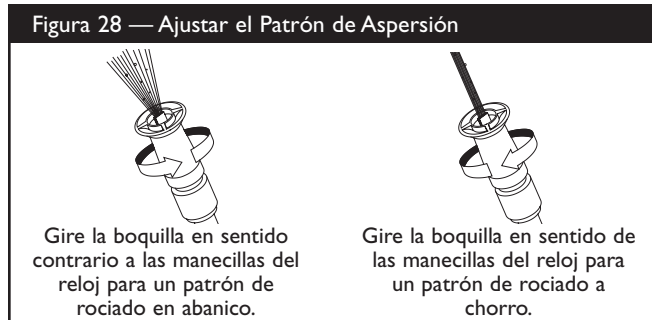 Figura 28 — Ajustar el Patrón de Aspersión
Gire la boquilla en sentido
contrario a las manecillas del
reloj para un patrón de
rociado en abanico.
Gire la boquilla en sentido de
las manecillas del reloj para
un patrón de rociado a
chorro.